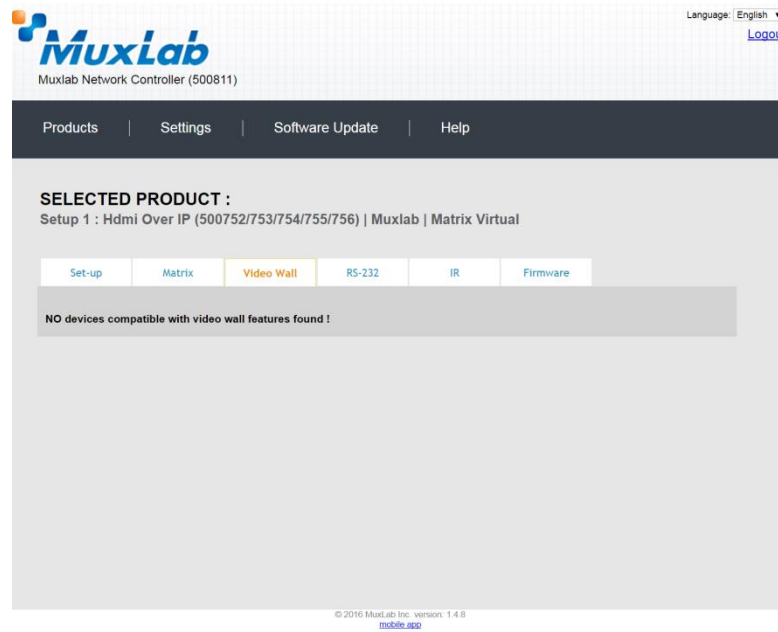 Language: English
Logou
MuxLab
Muxlab Network Controller (500811)
Products | Settings | Software Update | Help
SELECTED PRODUCT :
Setup 1 : Hdmi Over IP (500752/753/754/755/756) | Muxlab | Matrix Virtual
Set-up Matrix Video Wall RS-232 IR Firmware
NO devices compatible with video wall features found !
© 2016 MuxLab Inc. version: 1.4.8
mobile app